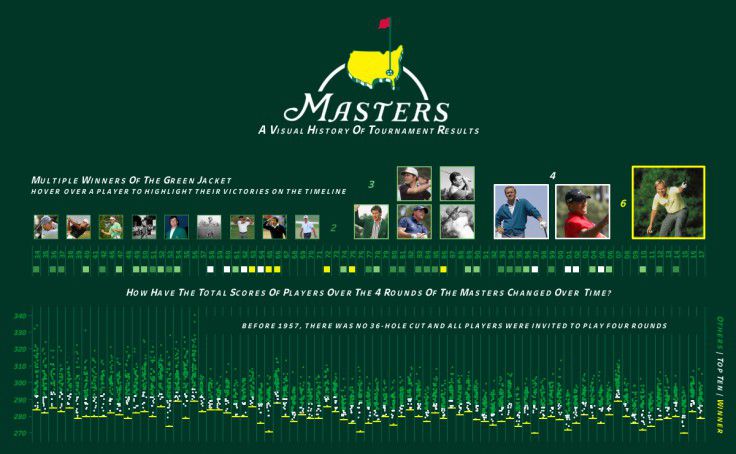 MASTERS
A VISUAL HISTORY OF TOURNAMENT RESULTS
MULTIPLE WINNERS OF THE GREEN JACKET
HOVER OVER A PLAYER TO HIGHLIGHT THEIR VICTORIES ON THE TIMELINE
2
3
4
6
HOW HAVE THE TOTAL SCORES OF PLAYERS OVER THE 4 ROUNDS OF THE MASTERS CHANGED OVER TIME?
BEFORE 1957, THERE WAS NO 36-HOLE CUT AND ALL PLAYERS WERE INVITED TO PLAY FOUR ROUNDS
340
330
320
310
300
290
280
270
OTHERS | TOP TEN | WINNER